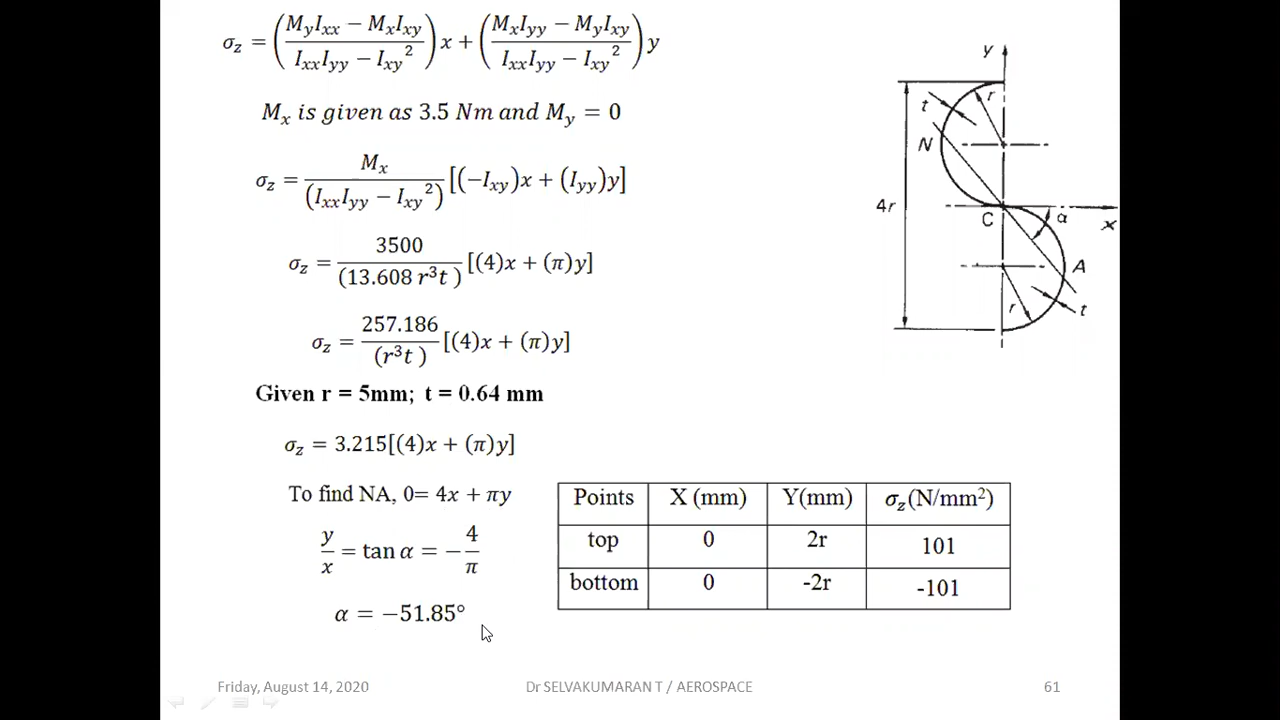 σz = (MyIxx − MxIxy / IxxIyy − Ixy²)x + (MxIyy − MyIxy / IxxIyy − Ixy²)y
Mx is given as 3.5 Nm and My = 0
σz = Mx / (IxxIyy − Ixy²) [(−Ixy)x + (Iyy)y]
σz = 3500 / (13.608 r³t ) [(4)x + (π)y]
σz = 257.186 / (r³t ) [(4)x + (π)y]
Given r = 5mm; t = 0.64 mm
σz = 3.215[(4)x + (π)y]
To find NA, 0= 4x + πy
y/x = tan α = − 4/π
α = −51.85°
y
r
t
N
4r
C
α
x
A
r
t
Points X (mm) Y(mm) σz(N/mm²)
top 0 2r 101
bottom 0 -2r -101
Friday, August 14, 2020 Dr SELVAKUMARAN T / AEROSPACE 61